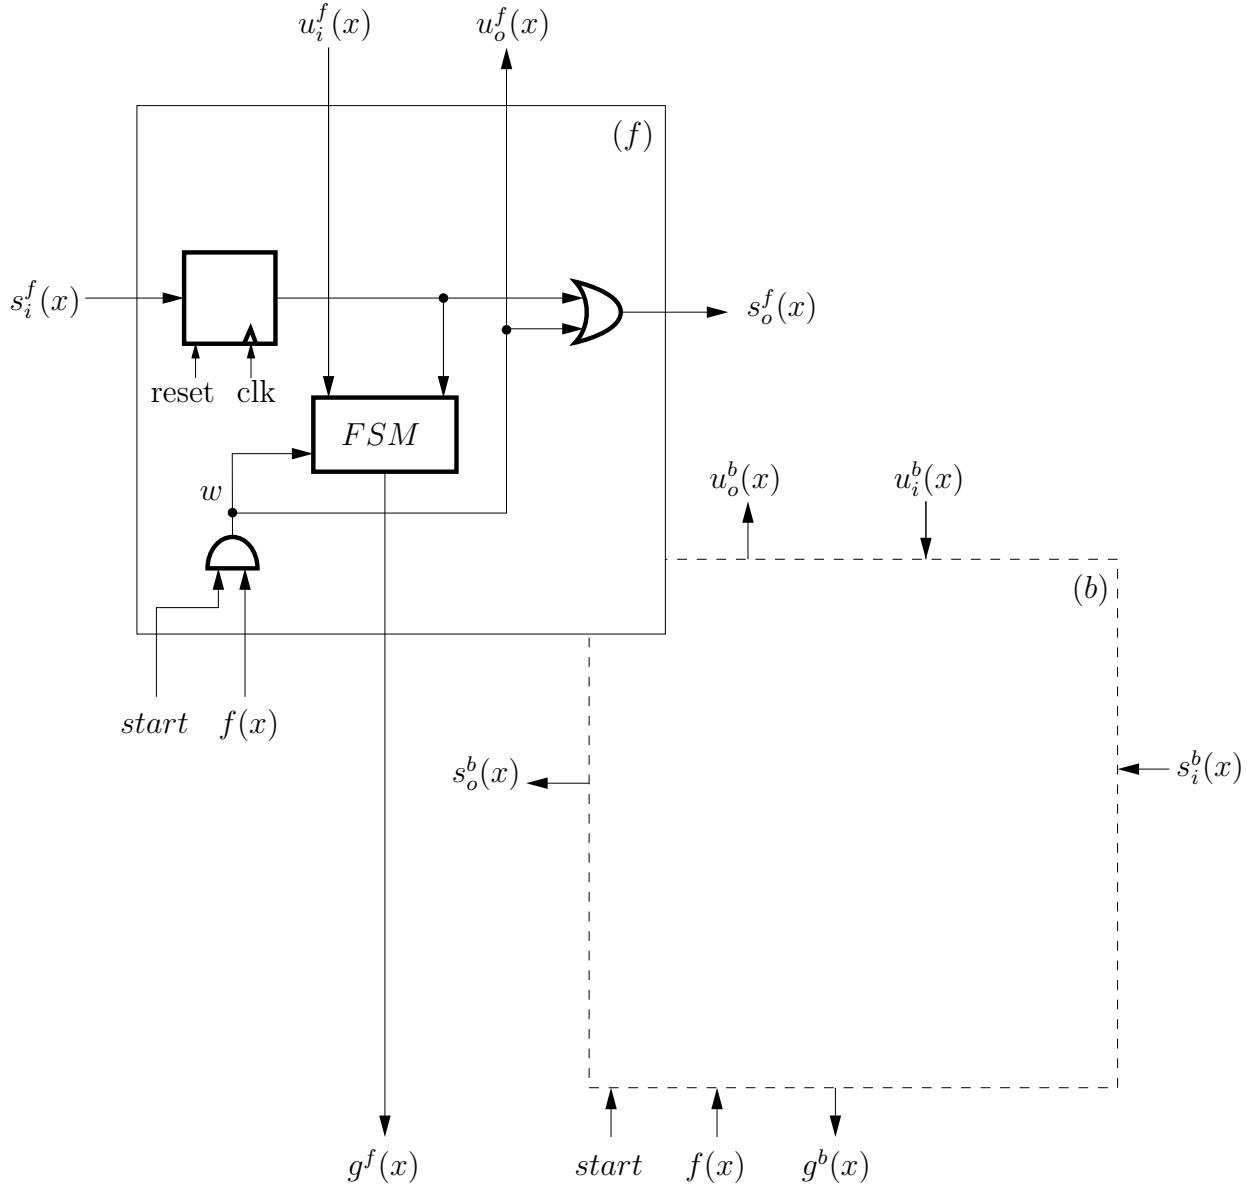 u_i^f(x) u_o^f(x)
(f)
s_i^f(x) s_o^f(x)
reset clk
FSM
w
u_o^b(x) u_i^b(x)
(b)
start f(x)
s_o^b(x) s_i^b(x)
g^f(x) start f(x) g^b(x)